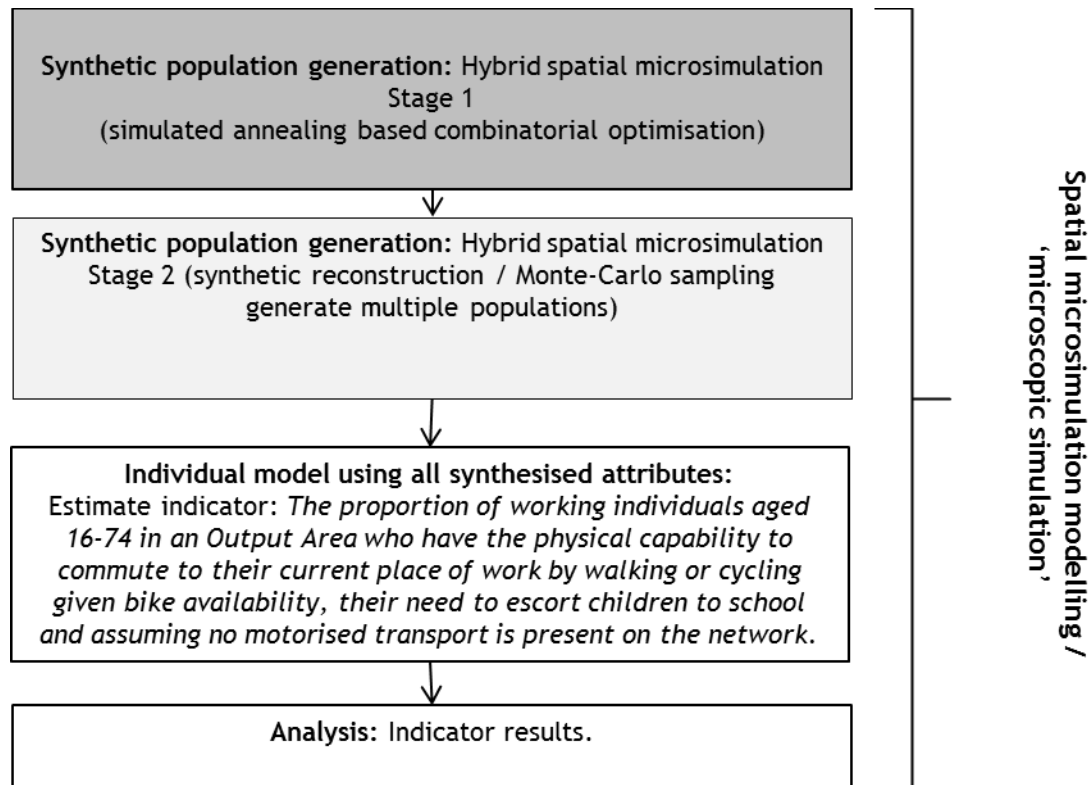 Synthetic population generation: Hybrid spatial microsimulation
Stage 1
(simulated annealing based combinatorial optimisation)
Synthetic population generation: Hybrid spatial microsimulation
Stage 2 (synthetic reconstruction / Monte-Carlo sampling
generate multiple populations)
Individual model using all synthesised attributes:
Estimate indicator: The proportion of working individuals aged
16-74 in an Output Area who have the physical capability to
commute to their current place of work by walking or cycling
given bike availability, their need to escort children to school
and assuming no motorised transport is present on the network.
Analysis: Indicator results.
Spatial microsimulation modelling /
‘microscopic simulation’